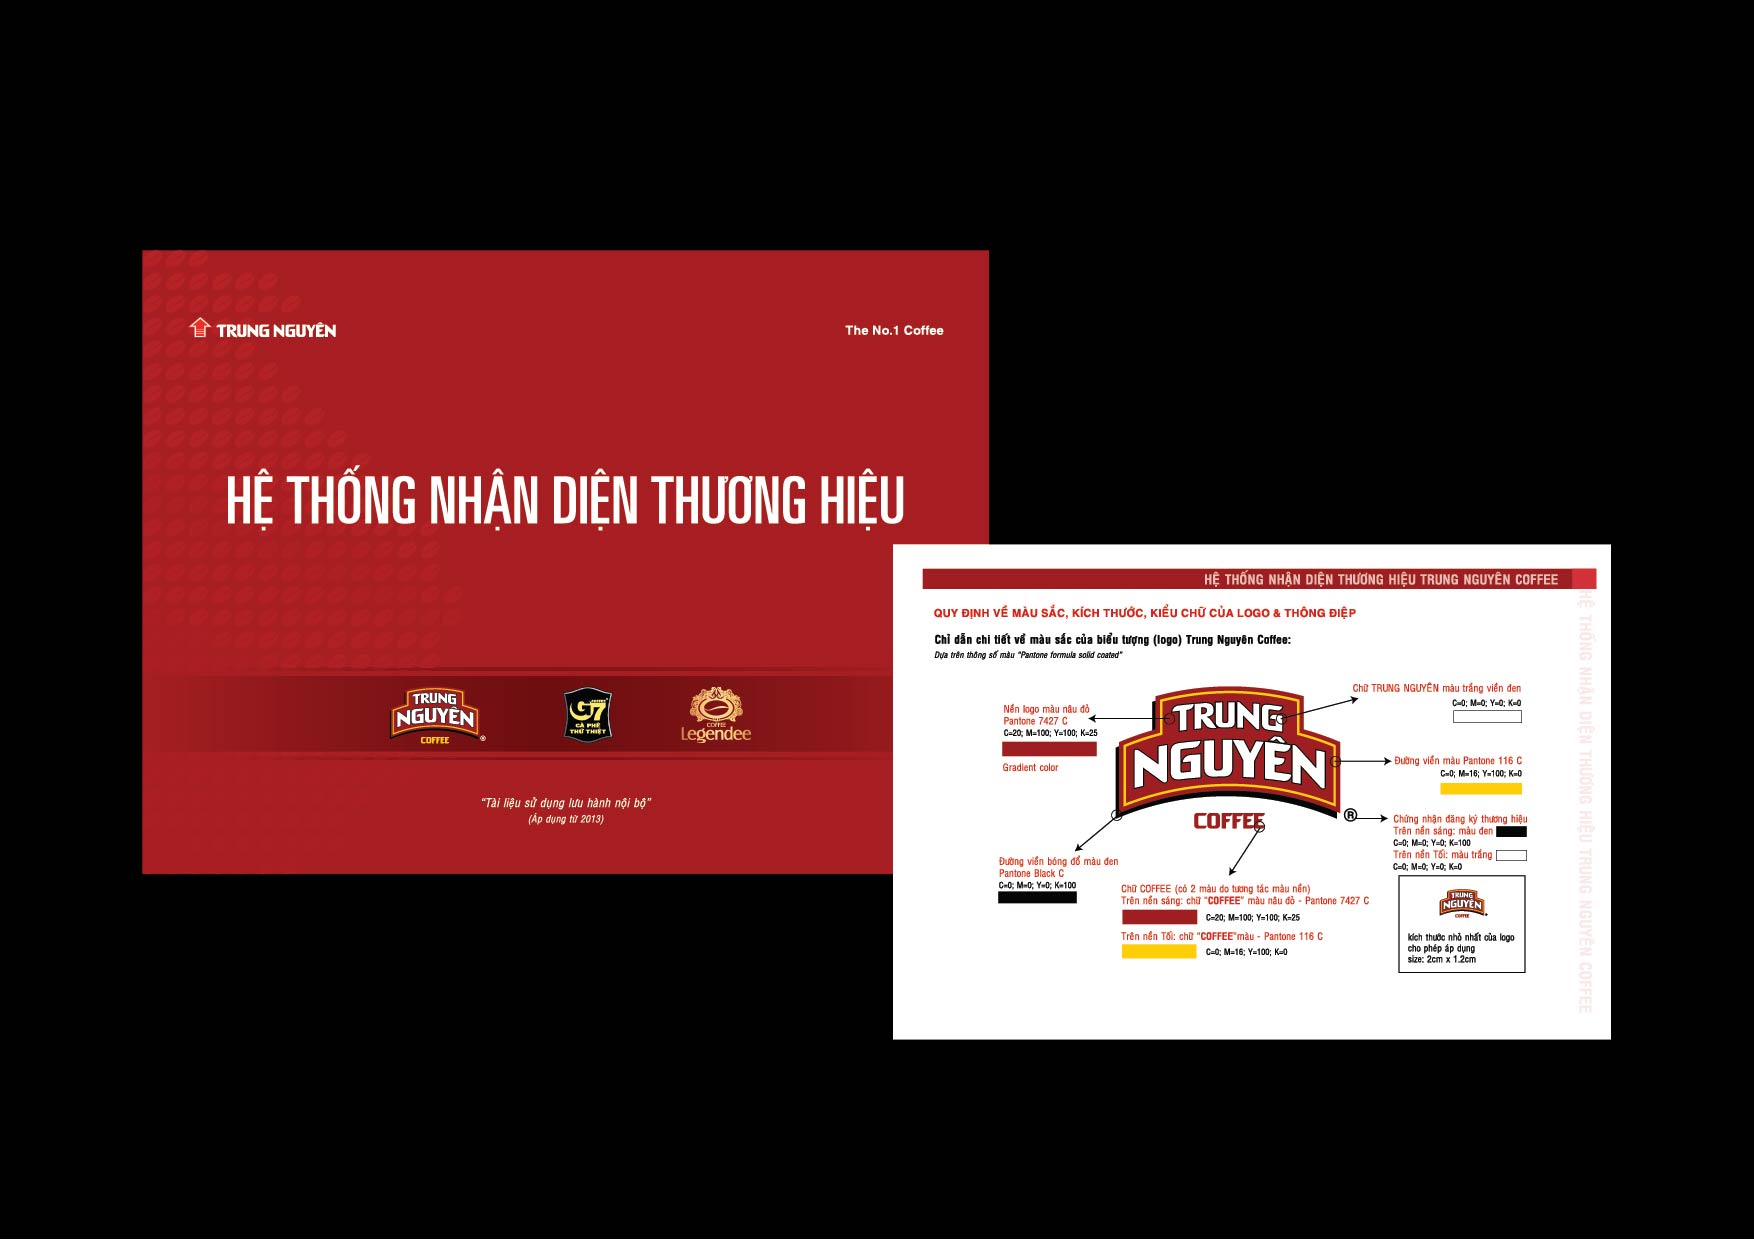 TRUNG NGUYÊN
The No.1 Coffee
HỆ THỐNG NHẬN DIỆN THƯƠNG HIỆU
TRUNG
NGUYÊN
COFFEE
®
G7
CÀ PHÊ
THỨ THIỆT
COFFEE
Legendee
“Tài liệu sử dụng lưu hành nội bộ”
(Áp dụng từ 2013)
HỆ THỐNG NHẬN DIỆN THƯƠNG HIỆU TRUNG NGUYÊN COFFEE
HỆ THỐNG NHẬN DIỆN THƯƠNG HIỆU TRUNG NGUYÊN COFFEE
QUY ĐỊNH VỀ MÀU SẮC, KÍCH THƯỚC, KIỂU CHỮ CỦA LOGO & THÔNG ĐIỆP
Chỉ dẫn chi tiết về màu sắc của biểu tượng (logo) Trung Nguyên Coffee:
Dựa trên thông số màu "Pantone formula solid coated"
Nền logo màu nâu đỏ
Pantone 7427 C
C=20; M=100; Y=100; K=25
Gradient color
TRUNG
NGUYÊN
COFFEE
®
Chữ TRUNG NGUYÊN màu trắng viền đen
C=0; M=0; Y=0; K=0
Đường viền màu Pantone 116 C
C=0; M=16; Y=100; K=0
Chứng nhận đăng ký thương hiệu
Trên nền sáng: màu đen
C=0; M=0; Y=0; K=100
Trên nền Tối: màu trắng
C=0; M=0; Y=0; K=0
Đường viền bóng đổ màu đen
Pantone Black C
C=0; M=0; Y=0; K=100
Chữ COFFEE (có 2 màu do tương tác màu nền)
Trên nền sáng: chữ "COFFEE" màu nâu đỏ - Pantone 7427 C
C=20; M=100; Y=100; K=25
Trên nền Tối: chữ "COFFEE"màu - Pantone 116 C
C=0; M=16; Y=100; K=0
TRUNG
NGUYÊN
COFFEE
kích thước nhỏ nhất của logo
cho phép áp dụng
size: 2cm x 1.2cm